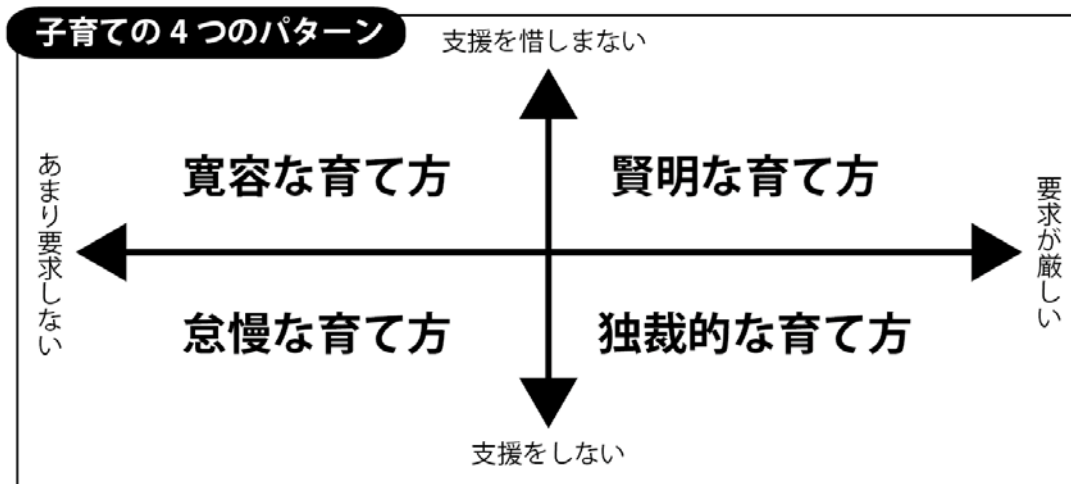 子育ての4つのパターン
支援を惜しまない
寛容な育て方
賢明な育て方
あまり要求しない
要求が厳しい
怠慢な育て方
独裁的な育て方
支援をしない